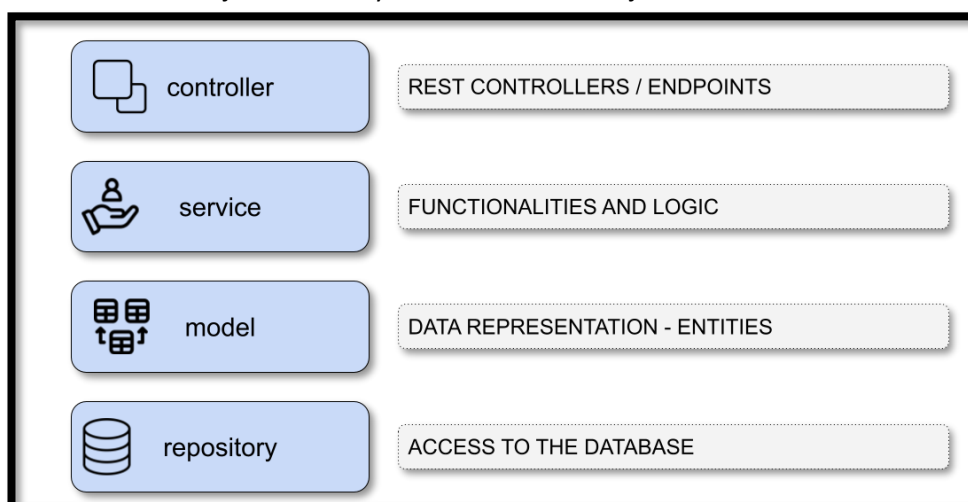 controller
REST CONTROLLERS / ENDPOINTS
service
FUNCTIONALITIES AND LOGIC
model
DATA REPRESENTATION - ENTITIES
repository
ACCESS TO THE DATABASE